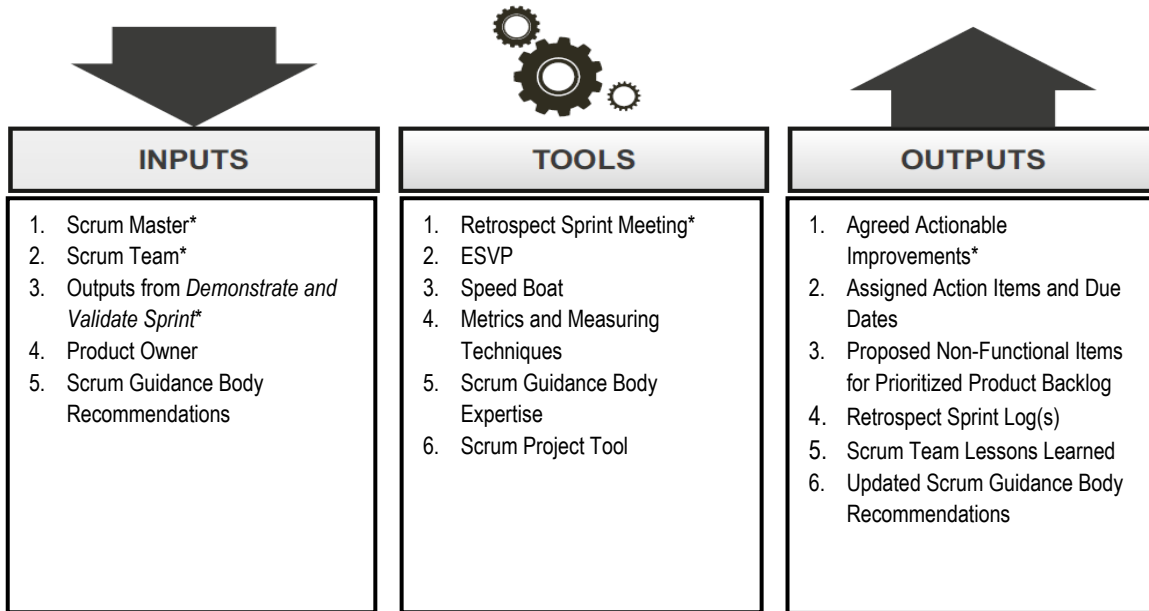 INPUTS
1. Scrum Master*
2. Scrum Team*
3. Outputs from Demonstrate and
Validate Sprint*
4. Product Owner
5. Scrum Guidance Body
Recommendations
TOOLS
1. Retrospect Sprint Meeting*
2. ESVP
3. Speed Boat
4. Metrics and Measuring
Techniques
5. Scrum Guidance Body
Expertise
6. Scrum Project Tool
OUTPUTS
1. Agreed Actionable
Improvements*
2. Assigned Action Items and Due
Dates
3. Proposed Non-Functional Items
for Prioritized Product Backlog
4. Retrospect Sprint Log(s)
5. Scrum Team Lessons Learned
6. Updated Scrum Guidance Body
Recommendations